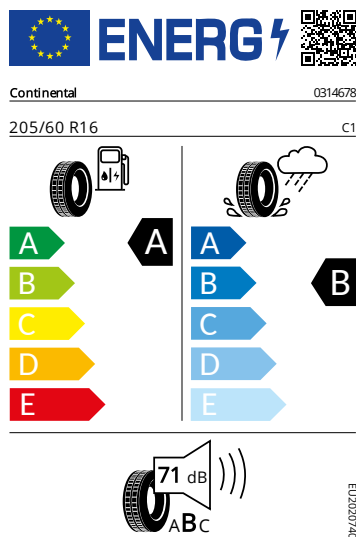 ENERG
Continental 0314678
205/60 R16 C1
A A A
B B B
C C
D D
E E
71 dB
ABC
EU2020/740